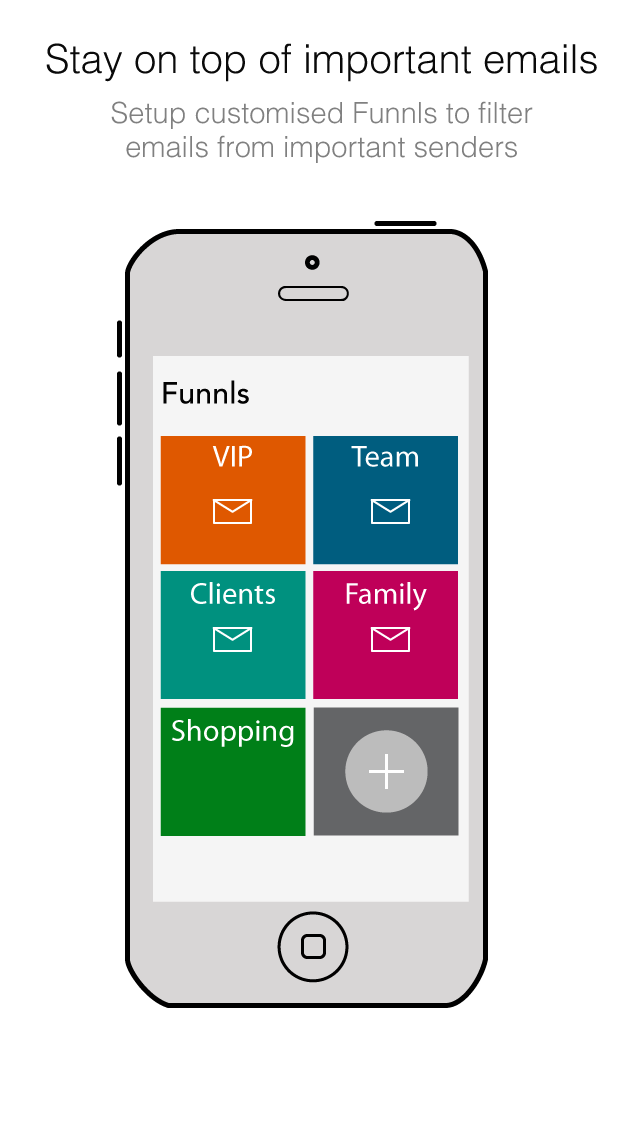 Stay on top of important emails
Setup customised Funnls to filter
emails from important senders
Funnls
VIP
Team
Clients
Family
Shopping